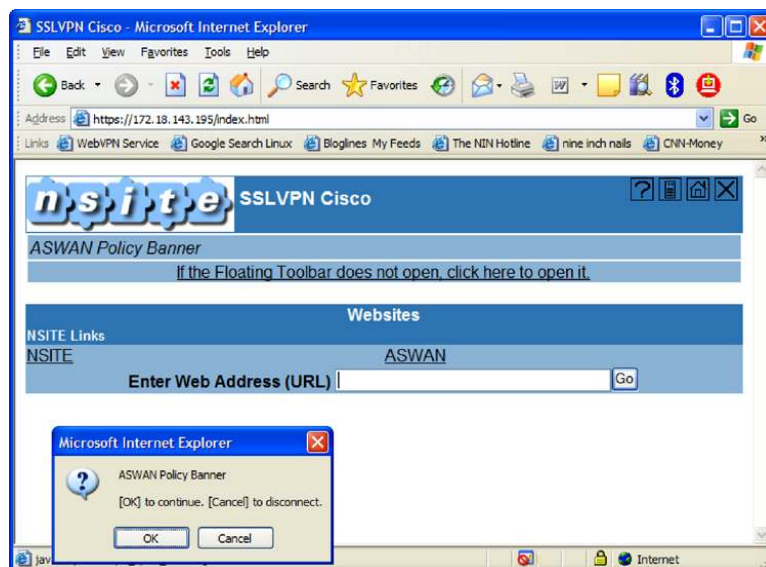 SSLVPN Cisco - Microsoft Internet Explorer
File Edit View Favorites Tools Help
Back Search Favorites
Address https://172.18.143.195/index.html Go
Links WebVPN Service Google Search Linux Bloglines My Feeds The NIN Hotline nine inch nails CNN-Money
nsite SSLVPN Cisco
ASWAN Policy Banner
If the Floating Toolbar does not open, click here to open it.
Websites
NSITE Links
NSITE ASWAN
Enter Web Address (URL) Go
Microsoft Internet Explorer
ASWAN Policy Banner
[OK] to continue. [Cancel] to disconnect.
OK Cancel
jav Internet